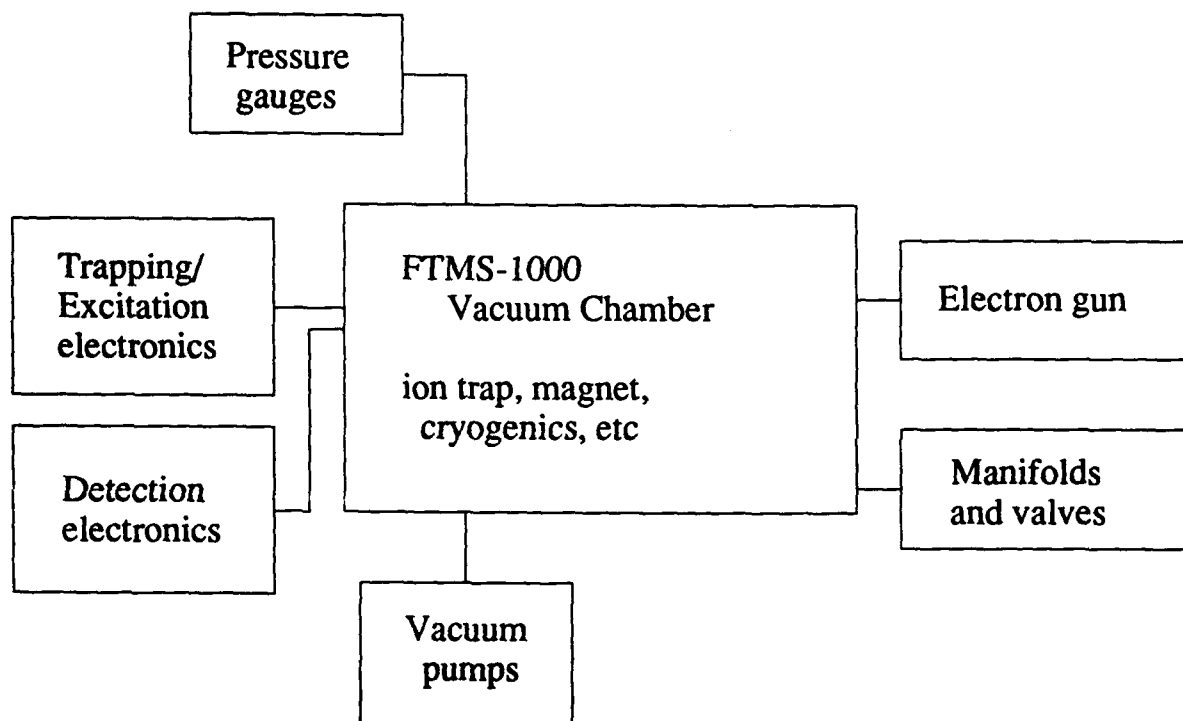 Pressure
gauges
Trapping/
Excitation
electronics
FTMS-1000
Vacuum Chamber
ion trap, magnet,
cryogenics, etc
Electron gun
Detection
electronics
Manifolds
and valves
Vacuum
pumps